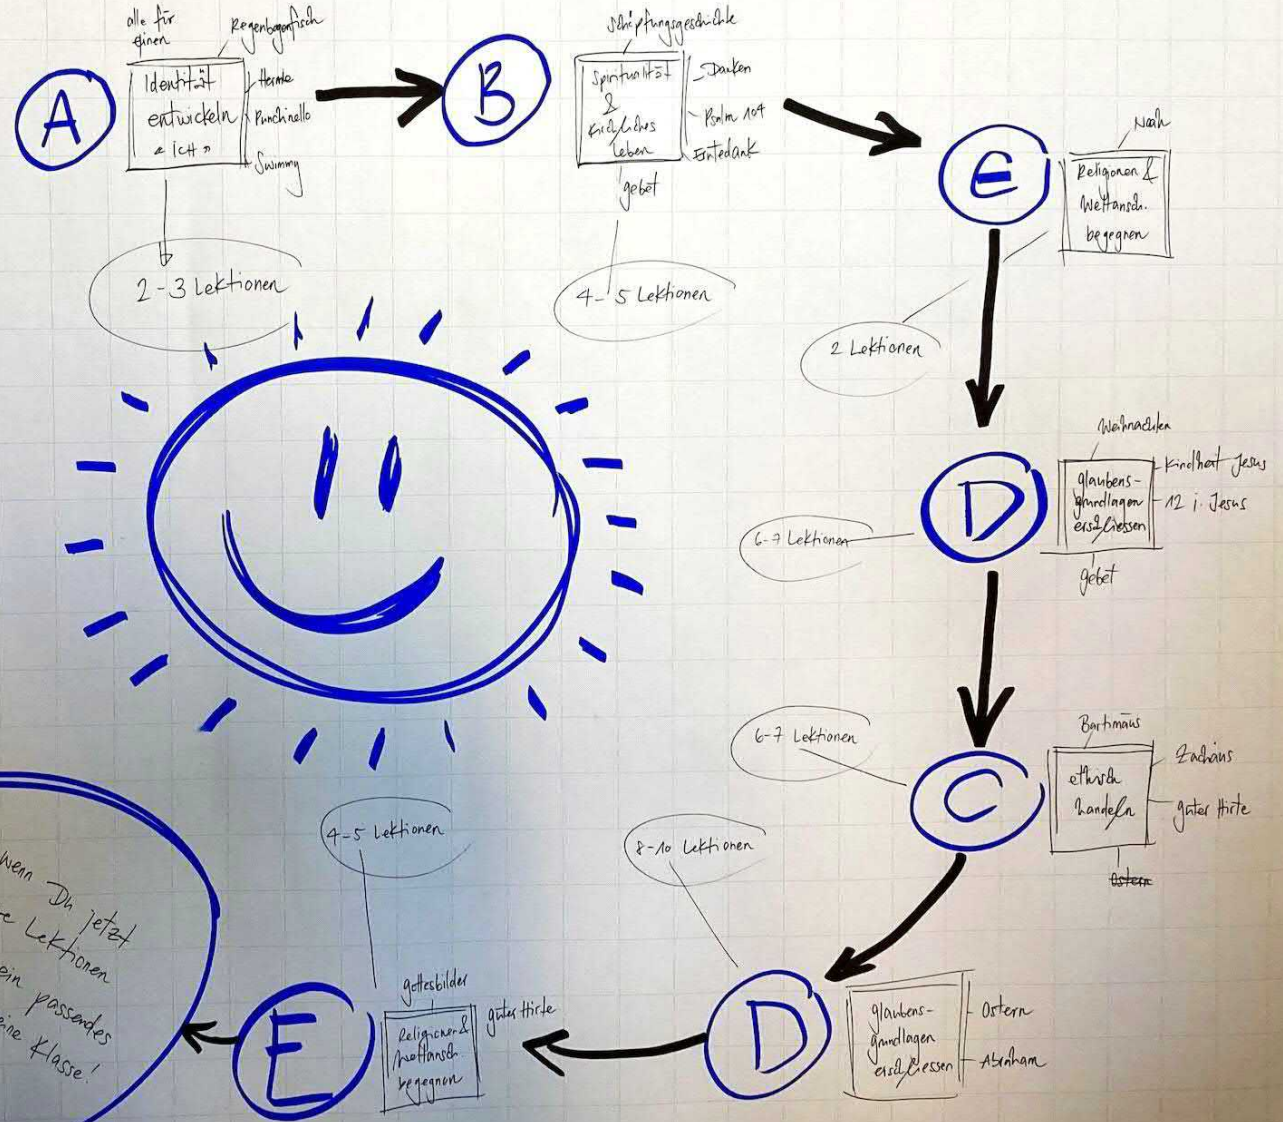 alle für
einen
Regenbogenfisch
A
Identität
entwickeln
«ICH»
Punchinello
Swimmy
2-3 Lektionen
B
Schöpfungsgeschichte
Spiritualität
&
kirchliches
leben
Danken
Psalm 104
Erntedank
gebet
4-5 Lektionen
E
Noah
Religionen &
Weltansch.
begegnen
2 Lektionen
D
Weihnachten
glaubens-
grundlagen
erschliessen
Kindheit Jesus
12 j. Jesus
gebet
6-7 Lektionen
C
Bartimäus
ethisch
handeln
Zachäus
guter Hirte
Ostern
6-7 Lektionen
D
glaubens-
grundlagen
erschliessen
Ostern
Abraham
8-10 Lektionen
E
gottesbilder
Religionen &
Weltansch.
begegnen
guter Hirte
4-5 Lektionen
wenn Du jetzt
Lektionen
ein passendes
eine Klasse!